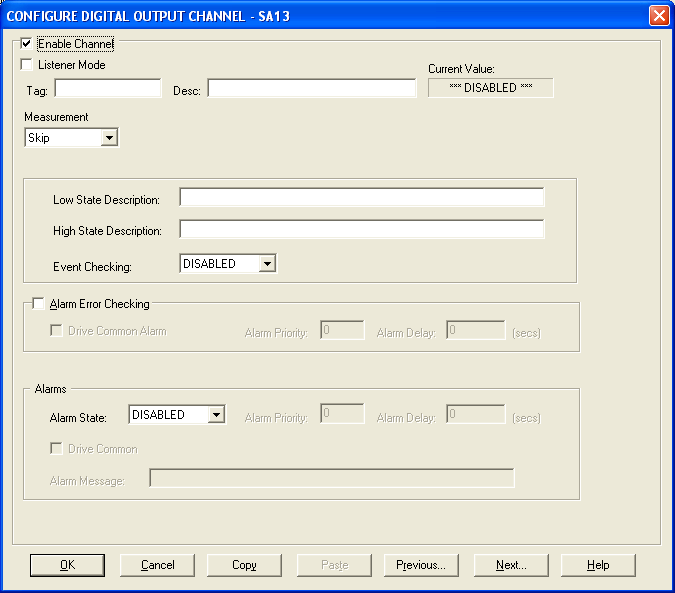 CONFIGURE DIGITAL OUTPUT CHANNEL - SA13
Enable Channel
Listener Mode
Current Value:
Tag: Desc: *** DISABLED ***
Measurement
Skip
Low State Description:
High State Description:
Event Checking: DISABLED
Alarm Error Checking
Drive Common Alarm Alarm Priority: 0 Alarm Delay: 0 (secs)
Alarms
Alarm State: DISABLED Alarm Priority: 0 Alarm Delay: 0 (secs)
Drive Common
Alarm Message:
OK Cancel Copy Paste Previous... Next... Help